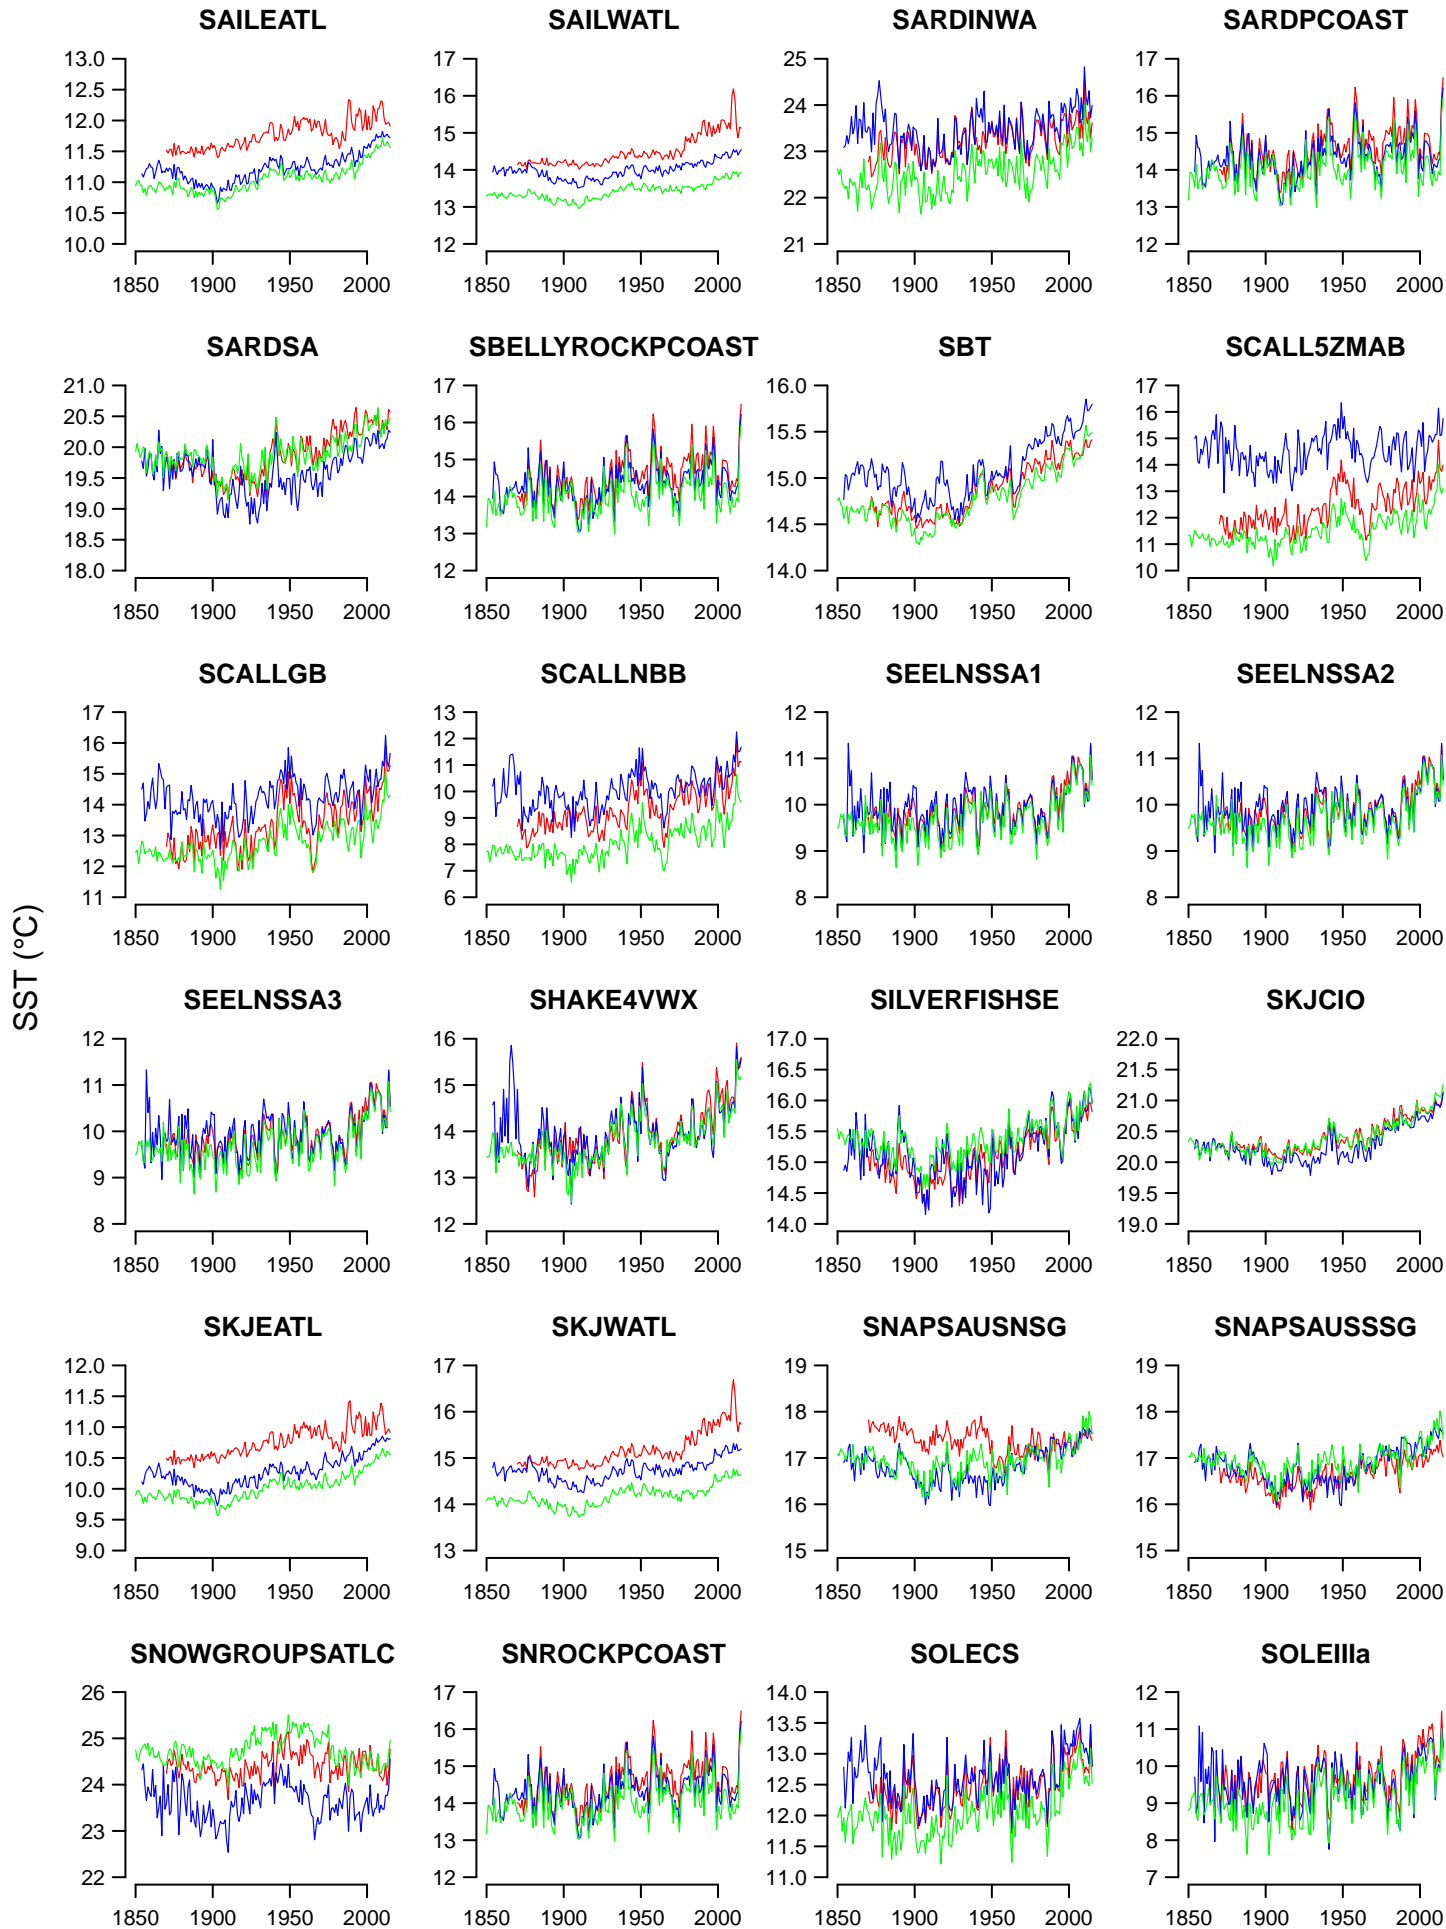 SAILEATL
SAILWATL
SARDINWA
SARDPCOAST
13.0
12.5
12.0
11.5
11.0
10.5
10.0
1850 1900 1950 2000
17
16
15
14
13
12
1850 1900 1950 2000
25
24
23
22
21
1850 1900 1950 2000
17
16
15
14
13
12
1850 1900 1950 2000
SARDSA
SBELLYROCKPCOAST
SBT
SCALL5ZMAB
21.0
20.5
20.0
19.5
19.0
18.5
18.0
1850 1900 1950 2000
17
16
15
14
13
12
1850 1900 1950 2000
16.0
15.5
15.0
14.5
14.0
1850 1900 1950 2000
17
16
15
14
13
12
11
10
1850 1900 1950 2000
SCALLGB
SCALLNBB
SEELNSSA1
SEELNSSA2
17
16
15
14
13
12
11
1850 1900 1950 2000
13
12
11
10
9
8
7
6
1850 1900 1950 2000
12
11
10
9
8
1850 1900 1950 2000
12
11
10
9
8
1850 1900 1950 2000
SST (°C)
SEELNSSA3
SHAKE4VWX
SILVERFISHSE
SKJCIO
12
11
10
9
8
1850 1900 1950 2000
16
15
14
13
12
1850 1900 1950 2000
17.0
16.5
16.0
15.5
15.0
14.5
14.0
1850 1900 1950 2000
22.0
21.5
21.0
20.5
20.0
19.5
19.0
1850 1900 1950 2000
SKJEATL
SKJWATL
SNAPSAUSNSG
SNAPSAUSSSG
12.0
11.5
11.0
10.5
10.0
9.5
9.0
1850 1900 1950 2000
17
16
15
14
13
1850 1900 1950 2000
19
18
17
16
15
1850 1900 1950 2000
19
18
17
16
15
1850 1900 1950 2000
SNOWGROUPSATLC
SNROCKPCOAST
SOLECS
SOLEIIIa
26
25
24
23
22
1850 1900 1950 2000
17
16
15
14
13
12
1850 1900 1950 2000
14.0
13.5
13.0
12.5
12.0
11.5
11.0
1850 1900 1950 2000
12
11
10
9
8
7
1850 1900 1950 2000